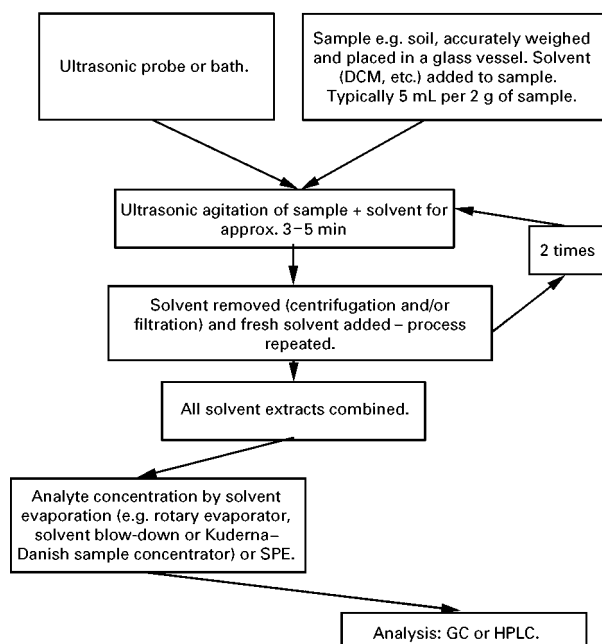 Ultrasonic probe or bath.
Sample e.g. soil, accurately weighed
and placed in a glass vessel. Solvent
(DCM, etc.) added to sample.
Typically 5 mL per 2 g of sample.
Ultrasonic agitation of sample + solvent for
approx. 3–5 min
2 times
Solvent removed (centrifugation and/or
filtration) and fresh solvent added – process
repeated.
All solvent extracts combined.
Analyte concentration by solvent
evaporation (e.g. rotary evaporator,
solvent blow-down or Kuderna–
Danish sample concentrator) or SPE.
Analysis: GC or HPLC.